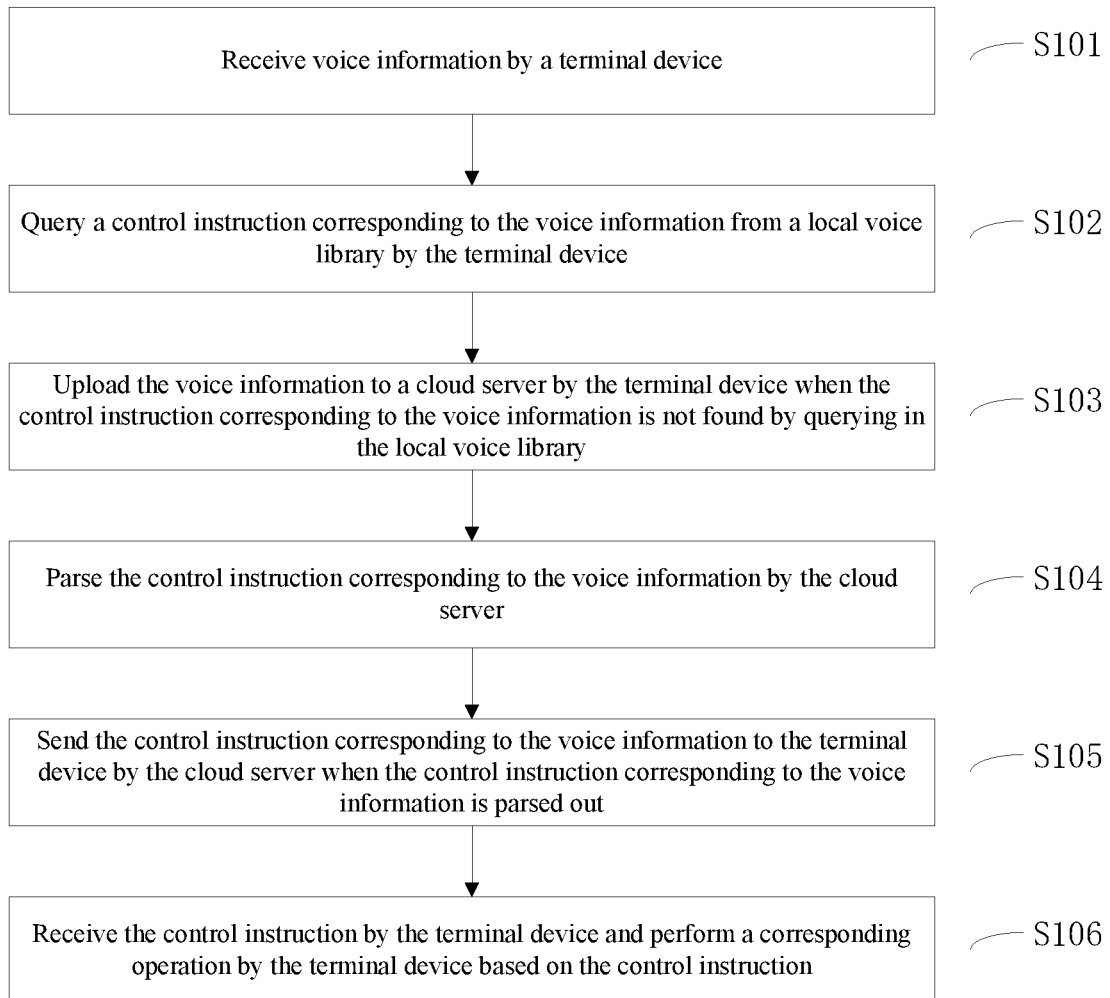 Receive voice information by a terminal device
S101
Query a control instruction corresponding to the voice information from a local voice
library by the terminal device
S102
Upload the voice information to a cloud server by the terminal device when the
control instruction corresponding to the voice information is not found by querying in
the local voice library
S103
Parse the control instruction corresponding to the voice information by the cloud
server
S104
Send the control instruction corresponding to the voice information to the terminal
device by the cloud server when the control instruction corresponding to the voice
information is parsed out
S105
Receive the control instruction by the terminal device and perform a corresponding
operation by the terminal device based on the control instruction
S106